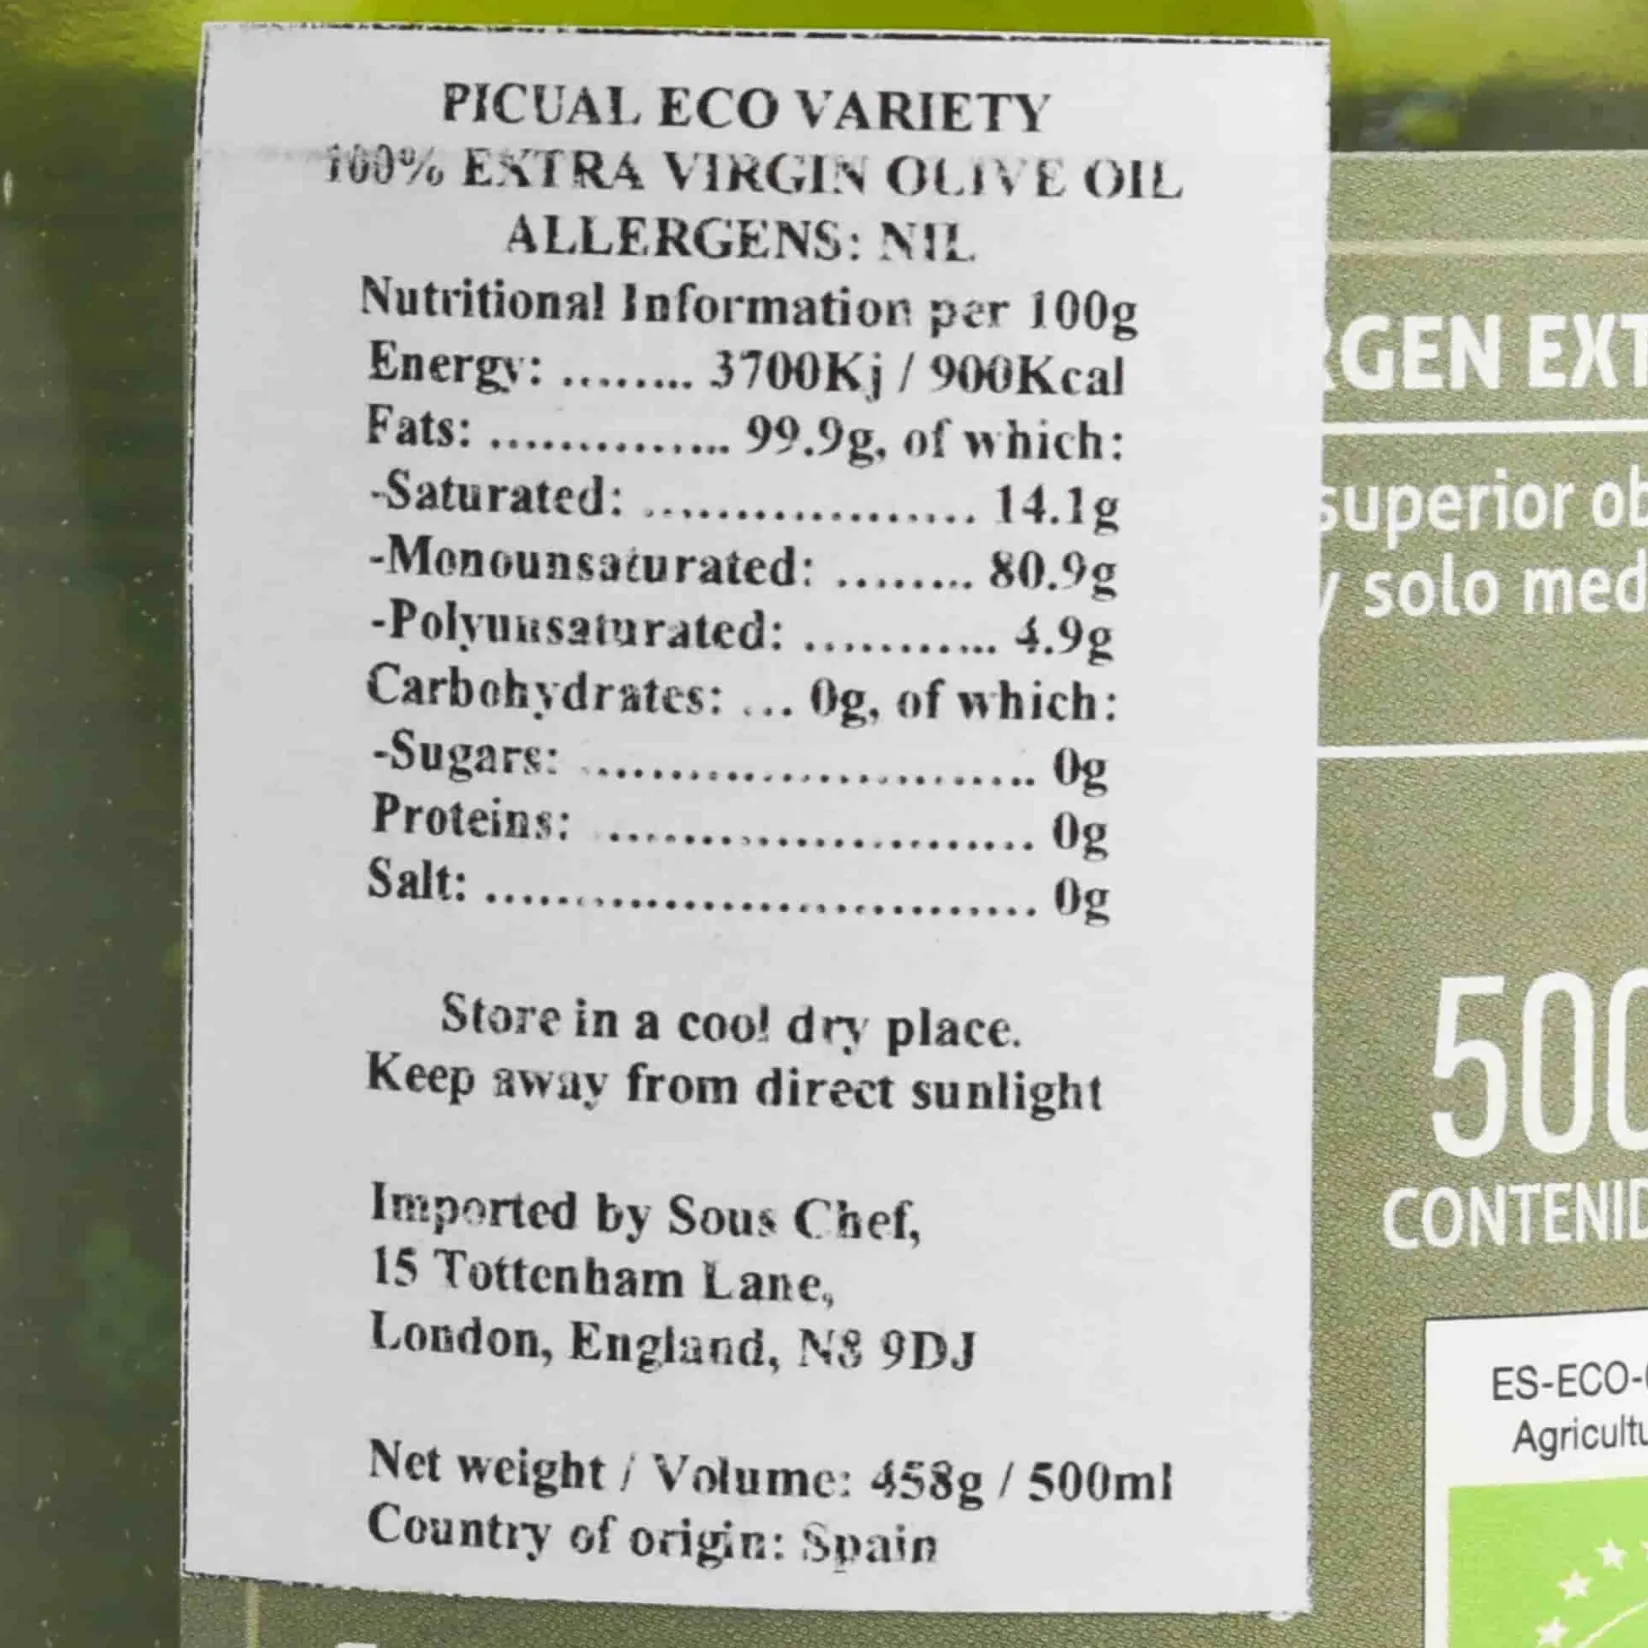 PICUAL ECO VARIETY
100% EXTRA VIRGIN OLIVE OIL
ALLERGENS: NIL
Nutritional Information per 100g
Energy: ........ 3700Kj / 900Kcal
Fats: ............... 99.9g, of which:
-Saturated: .................... 14.1g
-Monounsaturated: ........ 80.9g
-Polyunsaturated: ............ 4.9g
Carbohydrates: ... 0g, of which:
-Sugars: ............................ 0g
Proteins: .......................... 0g
Salt: .................................. 0g
Store in a cool dry place.
Keep away from direct sunlight
Imported by Sous Chef,
15 Tottenham Lane,
London, England, N8 9DJ
Net weight / Volume: 458g / 500ml
Country of origin: Spain
RGEN EXT
superior ob
y solo med
500
CONTENID
ES-ECO-
Agricultu